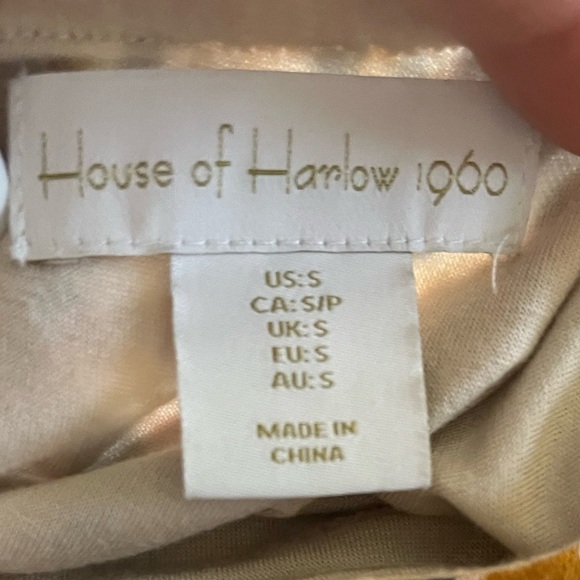 House of Harlow 1960
US: S
CA: S/P
UK: S
EU: S
AU: S
MADE IN
CHINA